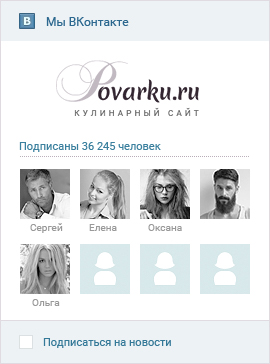 В Мы ВКонтакте
Povarku.ru
КУЛИНАРНЫЙ САЙТ
Подписаны 36 245 человек
Сергей Елена Оксана
Ольга
Подписаться на новости